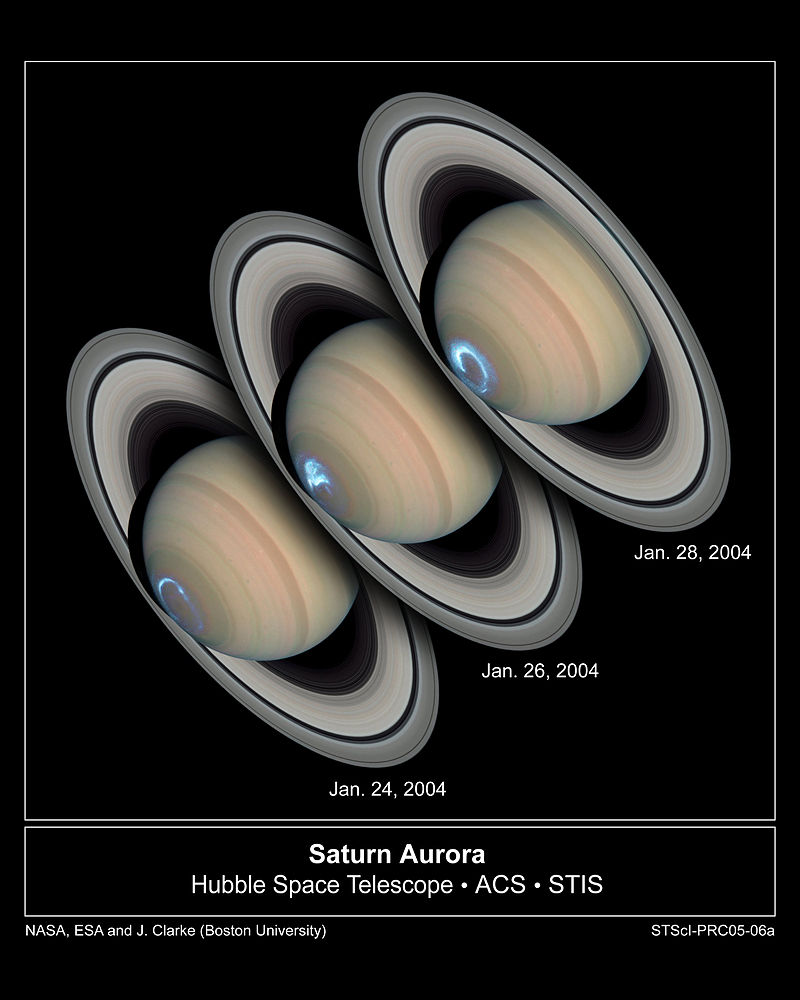 Jan. 28, 2004
Jan. 26, 2004
Jan. 24, 2004
Saturn Aurora
Hubble Space Telescope • ACS • STIS
NASA, ESA and J. Clarke (Boston University)
STScI-PRC05-06a